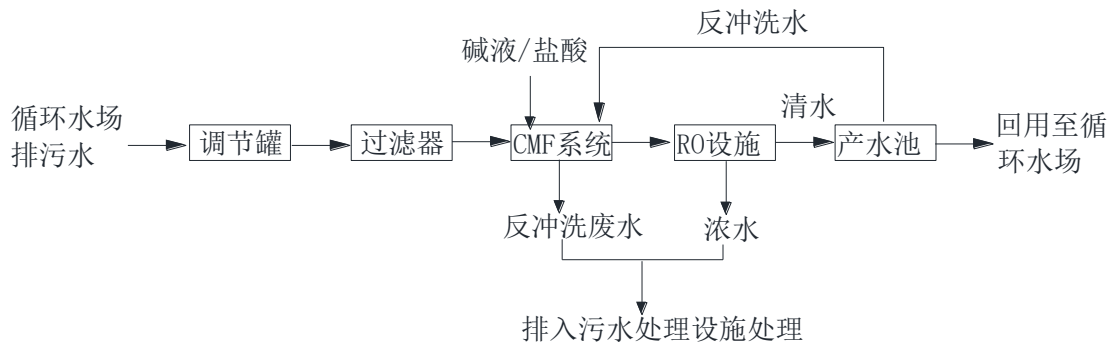 反冲洗水
碱液/盐酸
清水
循环水场
排污水
调节罐
过滤器
CMF系统
RO设施
产水池
回用至循
环水场
反冲洗废水
浓水
排入污水处理设施处理